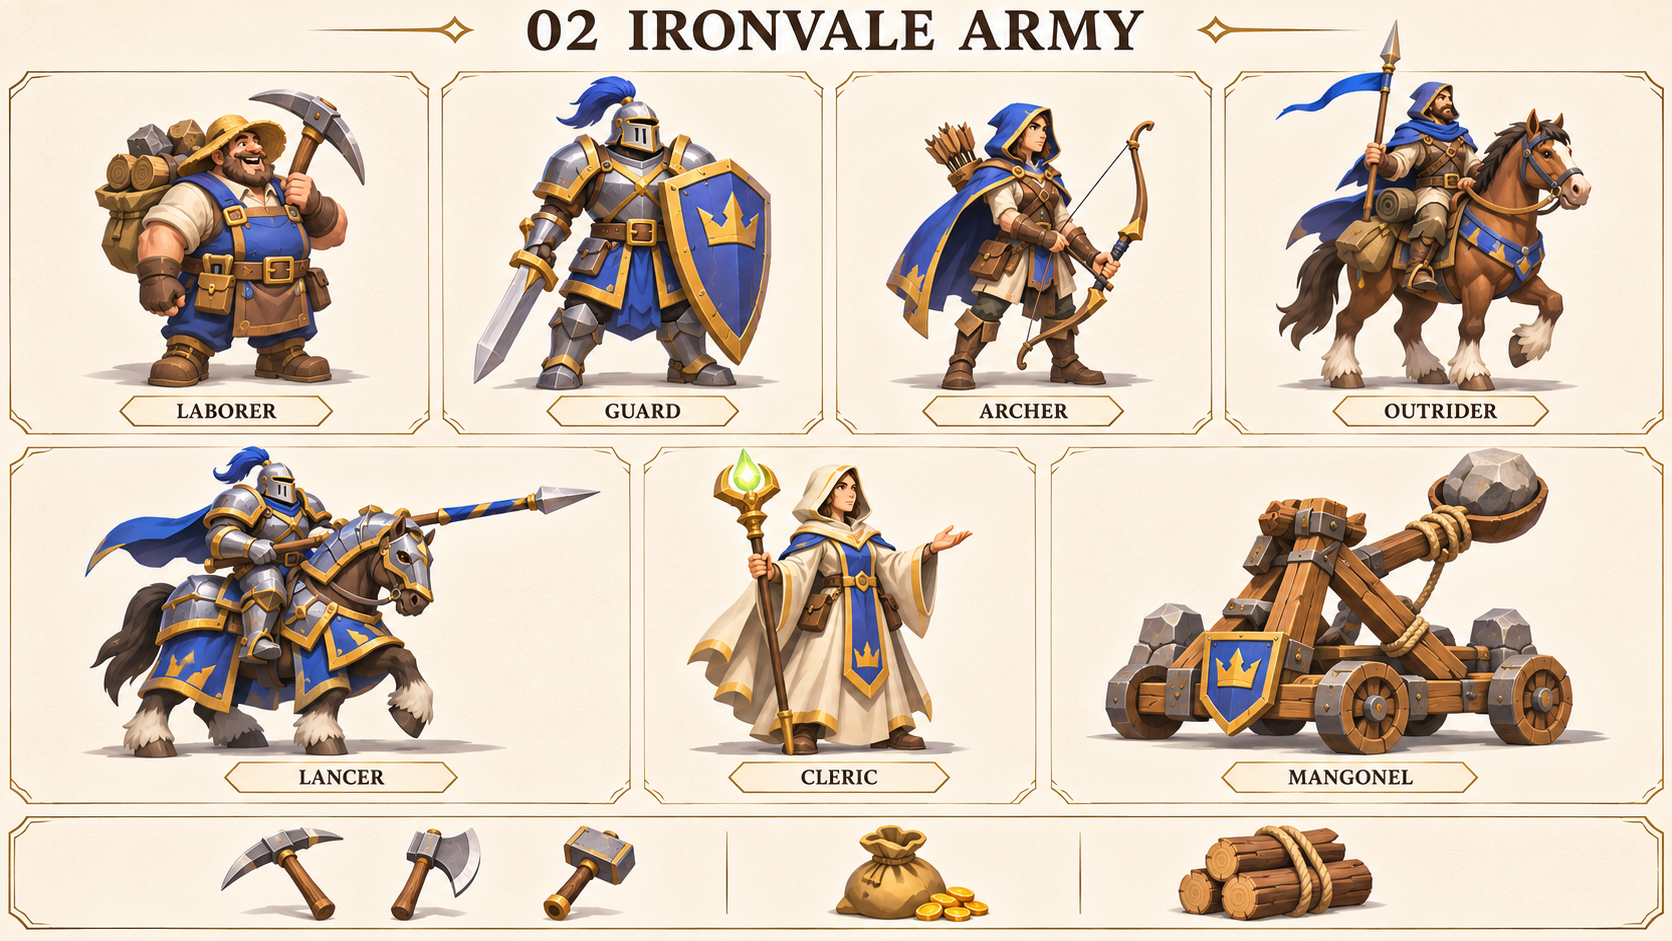 02 IRONVALE ARMY
LABORER
GUARD
ARCHER
OUTRIDER
LANCER
CLERIC
MANGONEL